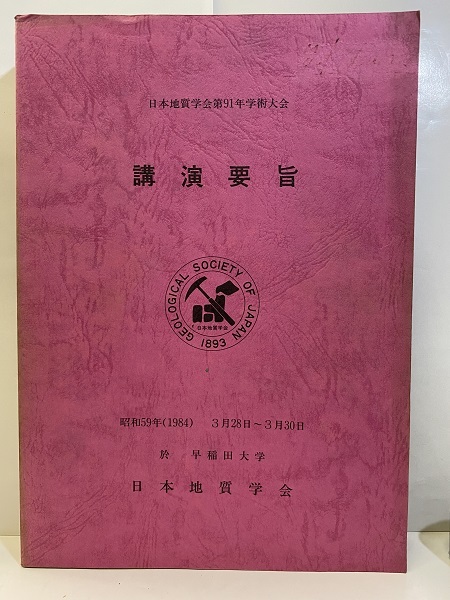 日本地質学会第91年学術大会
講演要旨
GEOLOGICAL SOCIETY OF JAPAN
日本地質学会
1893
昭和59年(1984) 3月28日～3月30日
於 早稲田大学
日本地質学会